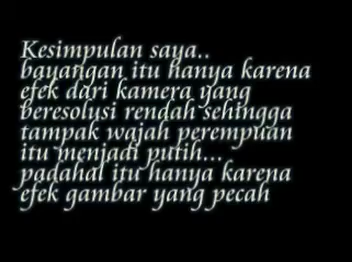 Kesimpulan saya..
bayangan itu hanya karena
efek dari kamera yang
beresolusi rendah sehingga
tampak wajah perempuan
itu menjadi putih...
padahal itu hanya karena
efek gambar yang pecah